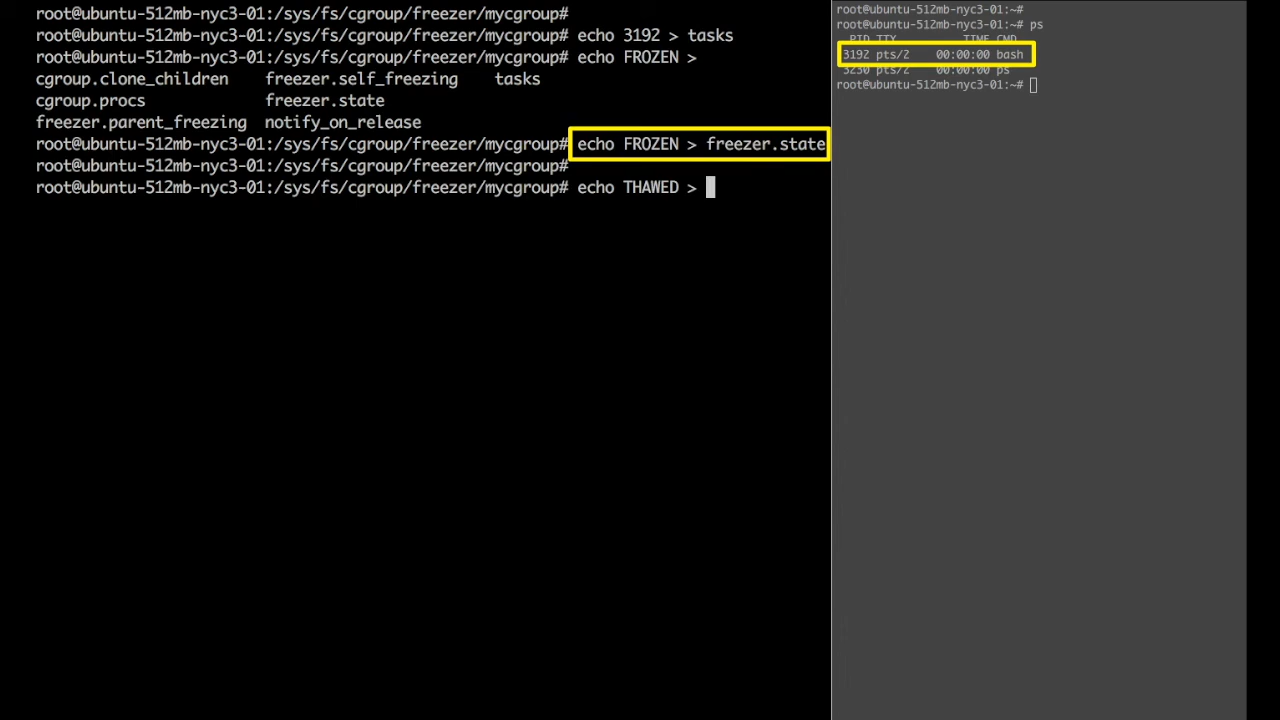 root@ubuntu-512mb-nyc3-01:/sys/fs/cgroup/freezer/mycgroup#
root@ubuntu-512mb-nyc3-01:/sys/fs/cgroup/freezer/mycgroup# echo 3192 > tasks
root@ubuntu-512mb-nyc3-01:/sys/fs/cgroup/freezer/mycgroup# echo FROZEN >
cgroup.clone_children freezer.self_freezing tasks
cgroup.procs freezer.state
freezer.parent_freezing notify_on_release
root@ubuntu-512mb-nyc3-01:/sys/fs/cgroup/freezer/mycgroup# echo FROZEN > freezer.state
root@ubuntu-512mb-nyc3-01:/sys/fs/cgroup/freezer/mycgroup#
root@ubuntu-512mb-nyc3-01:/sys/fs/cgroup/freezer/mycgroup# echo THAWED >
root@ubuntu-512mb-nyc3-01:~#
root@ubuntu-512mb-nyc3-01:~# ps
PID TTY TIME CMD
3192 pts/2 00:00:00 bash
3230 pts/2 00:00:00 ps
root@ubuntu-512mb-nyc3-01:~#